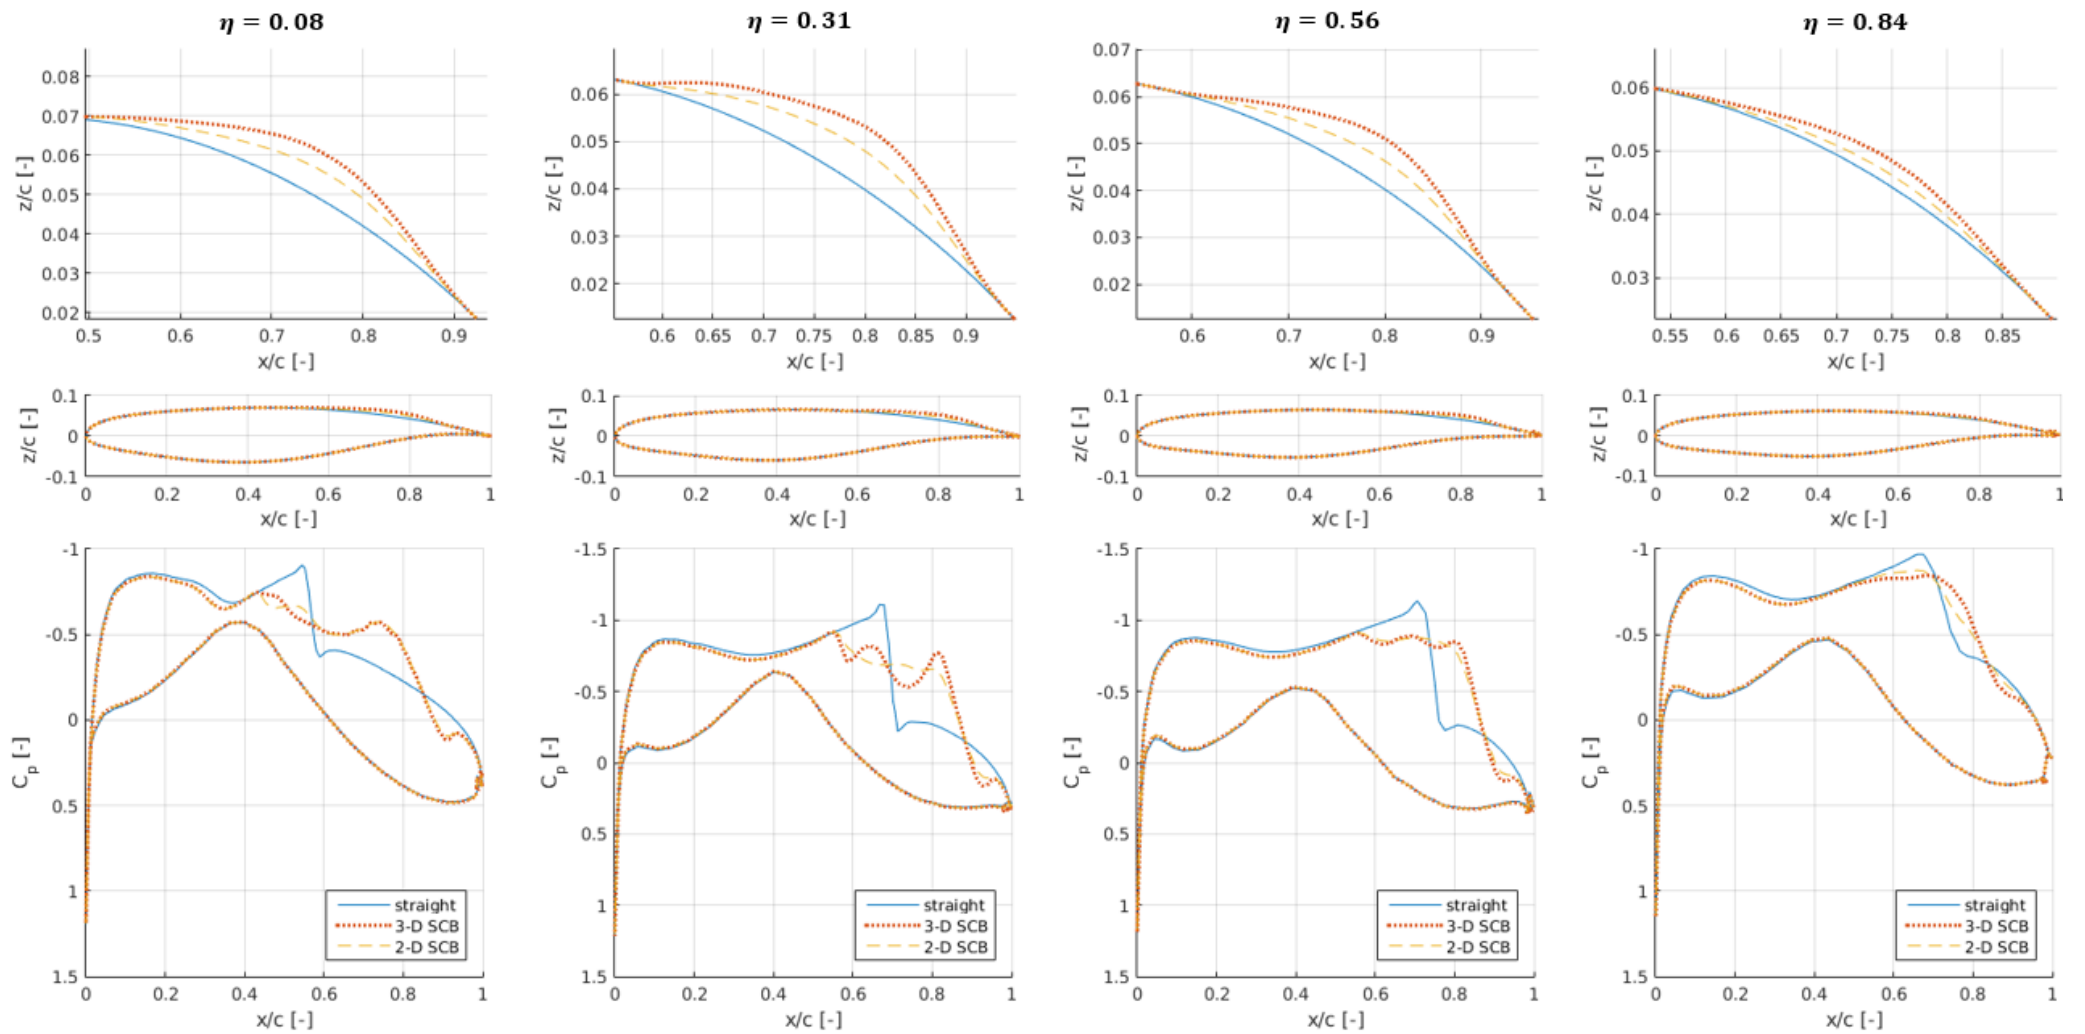 η = 0.08
η = 0.31
η = 0.56
η = 0.84
0.08
0.07
0.06
0.05
0.04
0.03
0.02
z/c [-]
0.5 0.6 0.7 0.8 0.9
x/c [-]
0.06
0.05
0.04
0.03
0.02
z/c [-]
0.6 0.65 0.7 0.75 0.8 0.85 0.9
x/c [-]
0.07
0.06
0.05
0.04
0.03
0.02
z/c [-]
0.6 0.7 0.8 0.9
x/c [-]
0.06
0.05
0.04
0.03
z/c [-]
0.55 0.6 0.65 0.7 0.75 0.8 0.85
x/c [-]
0.1
0
-0.1
z/c [-]
0 0.2 0.4 0.6 0.8 1
x/c [-]
0.1
0
-0.1
z/c [-]
0 0.2 0.4 0.6 0.8 1
x/c [-]
0.1
0
-0.1
z/c [-]
0 0.2 0.4 0.6 0.8 1
x/c [-]
0.1
0
-0.1
z/c [-]
0 0.2 0.4 0.6 0.8 1
x/c [-]
-1
-0.5
0
0.5
1
1.5
Cp [-]
straight
3-D SCB
2-D SCB
0 0.2 0.4 0.6 0.8 1
x/c [-]
-1.5
-1
-0.5
0
0.5
1
1.5
Cp [-]
straight
3-D SCB
2-D SCB
0 0.2 0.4 0.6 0.8 1
x/c [-]
-1.5
-1
-0.5
0
0.5
1
1.5
Cp [-]
straight
3-D SCB
2-D SCB
0 0.2 0.4 0.6 0.8 1
x/c [-]
-1
-0.5
0
0.5
1
1.5
Cp [-]
straight
3-D SCB
2-D SCB
0 0.2 0.4 0.6 0.8 1
x/c [-]